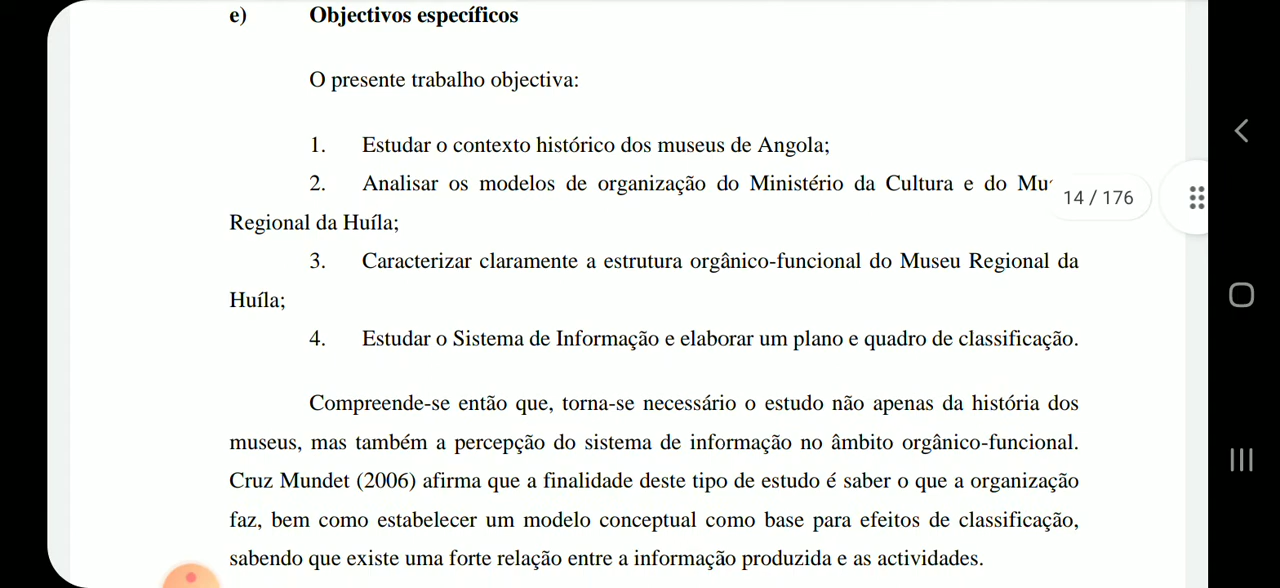 e) Objectivos específicos
O presente trabalho objectiva:
1. Estudar o contexto histórico dos museus de Angola;
2. Analisar os modelos de organização do Ministério da Cultura e do
14 / 176
Regional da Huíla;
3. Caracterizar claramente a estrutura orgânico-funcional do Museu Regional da
Huíla;
4. Estudar o Sistema de Informação e elaborar um plano e quadro de classificação.
Compreende-se então que, torna-se necessário o estudo não apenas da história dos
museus, mas também a percepção do sistema de informação no âmbito orgânico-funcional.
Cruz Mundet (2006) afirma que a finalidade deste tipo de estudo é saber o que a organização
faz, bem como estabelecer um modelo conceptual como base para efeitos de classificação,
sabendo que existe uma forte relação entre a informação produzida e as actividades.